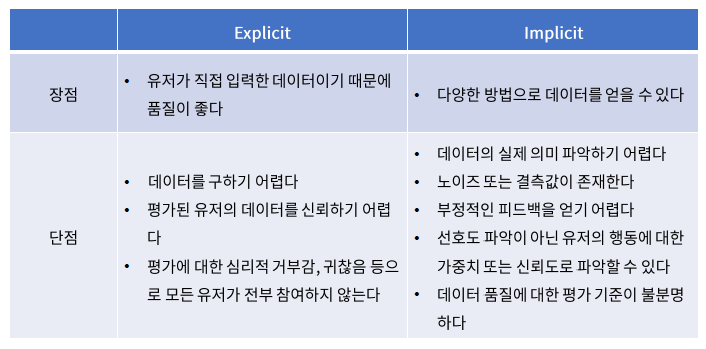 Explicit
Implicit
장점
• 유저가 직접 입력한 데이터이기 때문에
품질이 좋다
• 다양한 방법으로 데이터를 얻을 수 있다
단점
• 데이터를 구하기 어렵다
• 평가된 유저의 데이터를 신뢰하기 어렵
다
• 평가에 대한 심리적 거부감, 귀찮음 등으
로 모든 유저가 전부 참여하지 않는다
• 데이터의 실제 의미 파악하기 어렵다
• 노이즈 또는 결측값이 존재한다
• 부정적인 피드백을 얻기 어렵다
• 선호도 파악이 아닌 유저의 행동에 대한
가중치 또는 신뢰도로 파악할 수 있다
• 데이터 품질에 대한 평가 기준이 불분명
하다